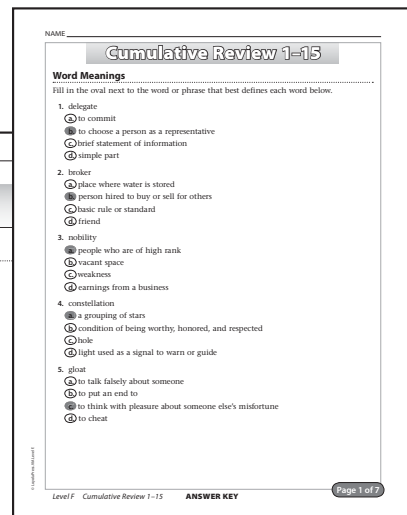 NAME
Cumulative Review 1–15
Word Meanings
Fill in the oval next to the word or phrase that best defines each word below.
1. delegate
a. to commit
b. to choose a person as a representative
c. brief statement of information
d. simple part
2. broker
a. place where water is stored
b. person hired to buy or sell for others
c. basic rule or standard
d. friend
3. nobility
a. people who are of high rank
b. vacant space
c. weakness
d. earnings from a business
4. constellation
a. a grouping of stars
b. condition of being worthy, honored, and respected
c. hole
d. light used as a signal to warn or guide
5. gloat
a. to talk falsely about someone
b. to put an end to
c. to think with pleasure about someone else's misfortune
d. to cheat
Page 1 of 7
Level F Cumulative Review 1–15 ANSWER KEY